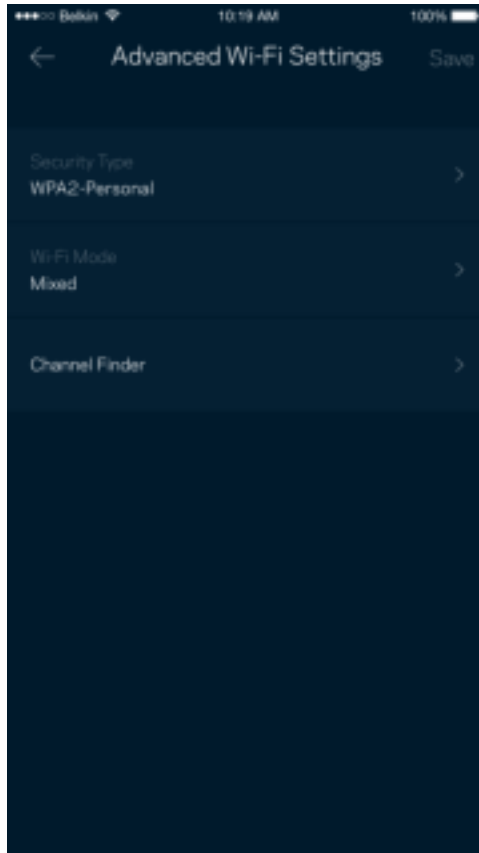 Belkin 10:19 AM 100%
Advanced Wi-Fi Settings Save
Security Type
WPA2-Personal
Wi-Fi Mode
Mixed
Channel Finder